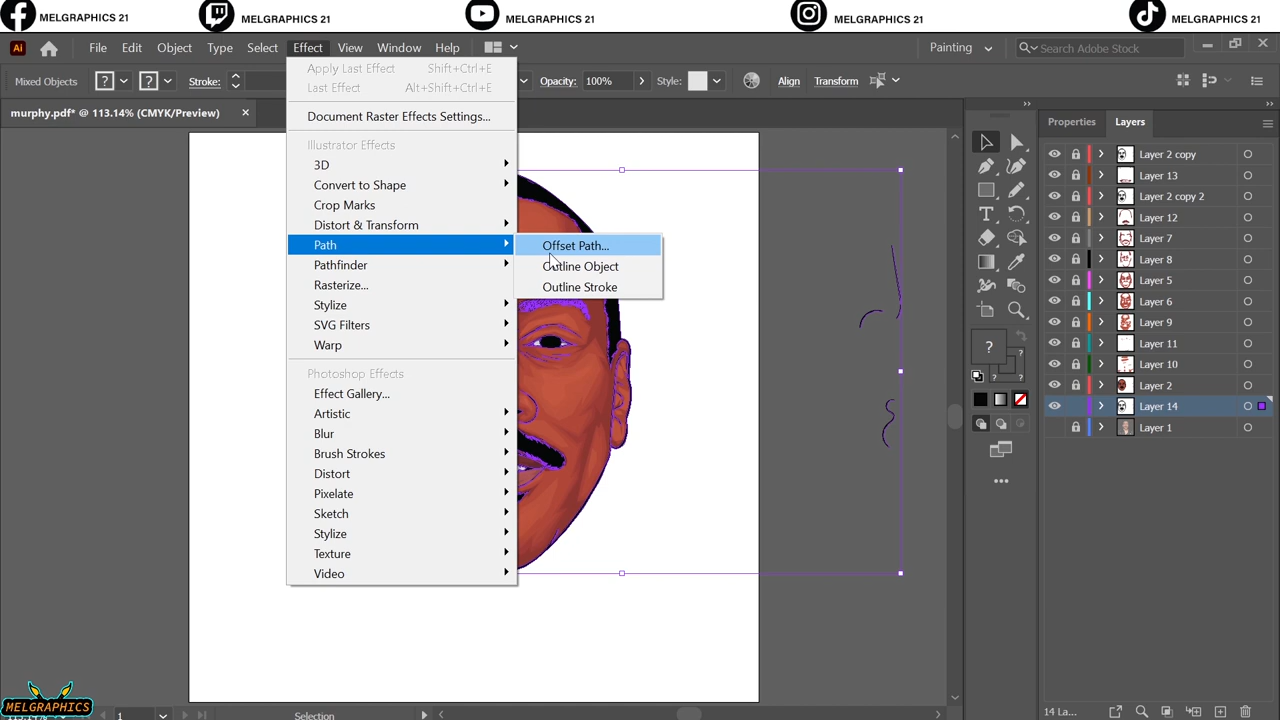 MELGRAPHICS 21 MELGRAPHICS 21 MELGRAPHICS 21 MELGRAPHICS 21 MELGRAPHICS 21
Ai File Edit Object Type Select Effect View Window Help Painting Search Adobe Stock
Mixed Objects ? ? Stroke: Opacity: 100% Style: Align Transform
murphy.pdf* @ 113.14% (CMYK/Preview)
Apply Last Effect Shift+Ctrl+E
Last Effect Alt+Shift+Ctrl+E
Document Raster Effects Settings...
Illustrator Effects
3D
Convert to Shape
Crop Marks
Distort & Transform
Path
Pathfinder
Rasterize...
Stylize
SVG Filters
Warp
Photoshop Effects
Effect Gallery...
Artistic
Blur
Brush Strokes
Distort
Pixelate
Sketch
Stylize
Texture
Video
Offset Path...
Outline Object
Outline Stroke
Properties Layers
Layer 2 copy
Layer 13
Layer 2 copy 2
Layer 12
Layer 7
Layer 8
Layer 5
Layer 6
Layer 9
Layer 11
Layer 10
Layer 2
Layer 14
Layer 1
MELGRAPHICS
1 Selection
14 La...